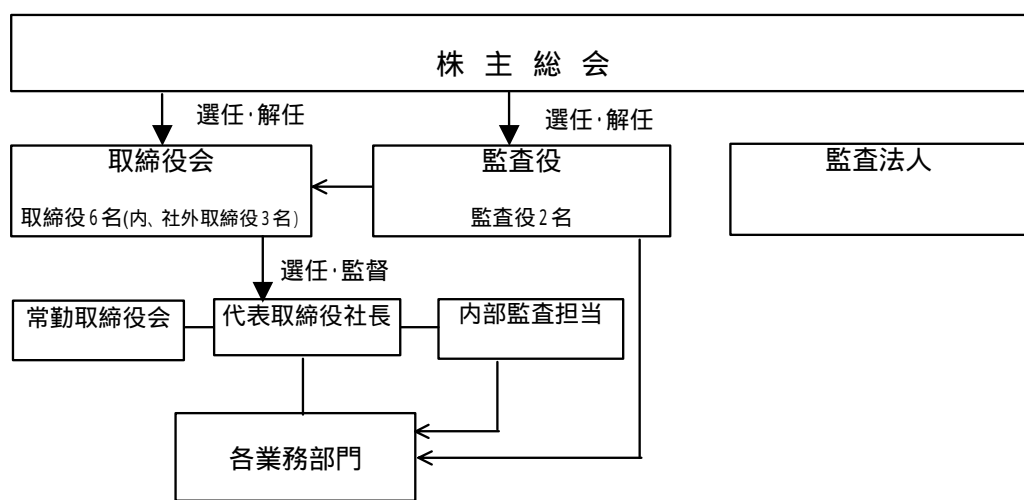 株 主 総 会
選任･解任
選任･解任
取締役会
取締役6名(内、社外取締役3名)
監査役
監査役2名
監査法人
選任･監督
常勤取締役会
代表取締役社長
内部監査担当
各業務部門